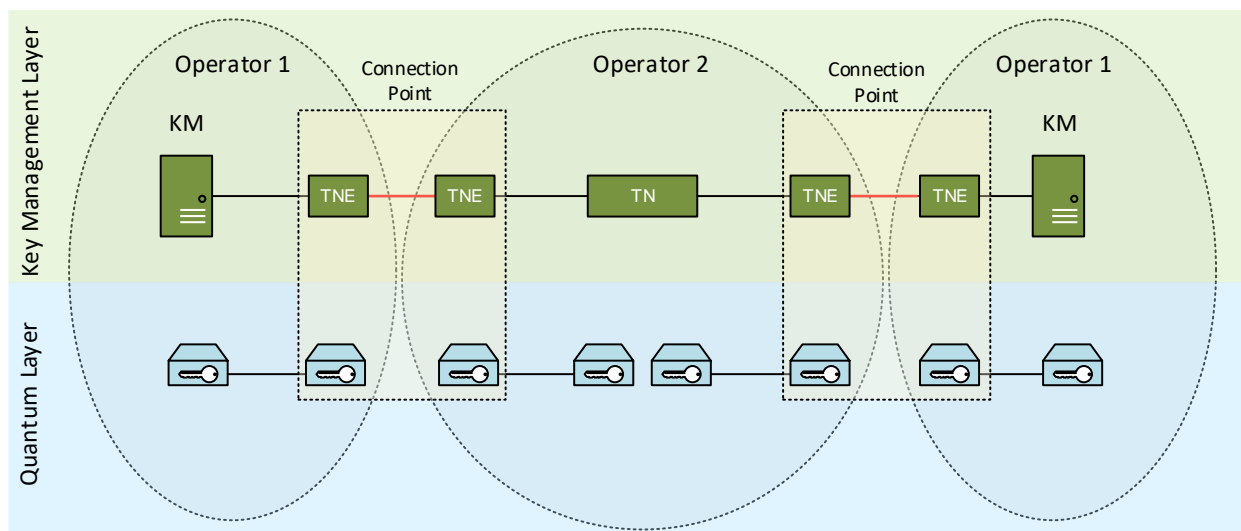 Key Management Layer
Operator 1
Connection
Point
Operator 2
Connection
Point
Operator 1
KM
KM
TNE
TNE
TN
TNE
TNE
Quantum Layer